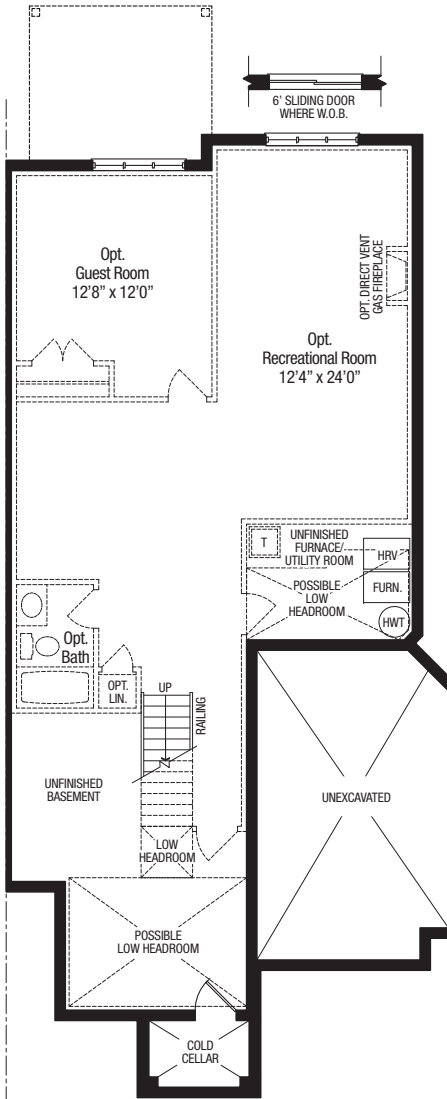 6' SLIDING DOOR
WHERE W.O.B.
Opt.
Guest Room
12'8" x 12'0"
OPT. DIRECT VENT
GAS FIREPLACE
Opt.
Recreational Room
12'4" x 24'0"
T
UNFINISHED
FURNACE/
UTILITY ROOM
HRV
POSSIBLE
LOW
HEADROOM
FURN.
HWT
Opt.
Bath
OPT.
LIN.
UP
RAILING
UNFINISHED
BASEMENT
UNEXCAVATED
LOW
HEADROOM
POSSIBLE
LOW HEADROOM
COLD
CELLAR